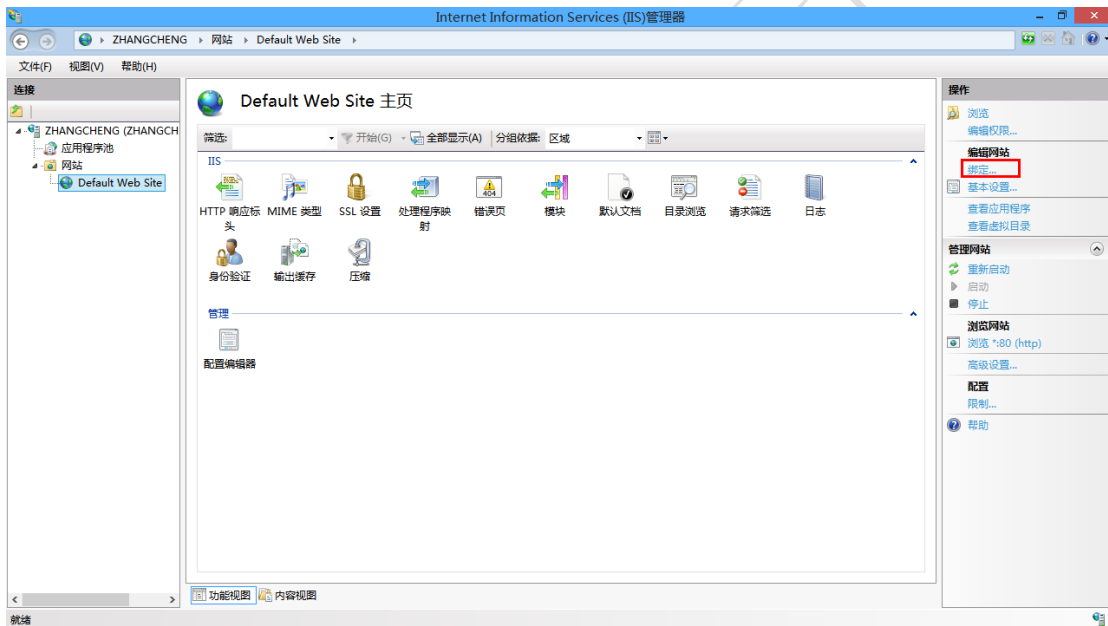 Internet Information Services (IIS)管理器
ZHANGCHENG 网站 Default Web Site
文件(F) 视图(V) 帮助(H)
连接
ZHANGCHENG (ZHANGCH
应用程序池
网站
Default Web Site
Default Web Site 主页
筛选: 开始(G) 全部显示(A) 分组依据: 区域
IIS
HTTP 响应标头
MIME 类型
SSL 设置
处理程序映射
错误页
404
模块
默认文档
目录浏览
请求筛选
日志
身份验证
输出缓存
压缩
管理
配置编辑器
功能视图 内容视图
操作
浏览
编辑权限...
编辑网站
绑定...
基本设置...
查看应用程序
查看虚拟目录
管理网站
重新启动
启动
停止
浏览网站
浏览 *:80 (http)
高级设置...
配置
限制...
帮助
就绪